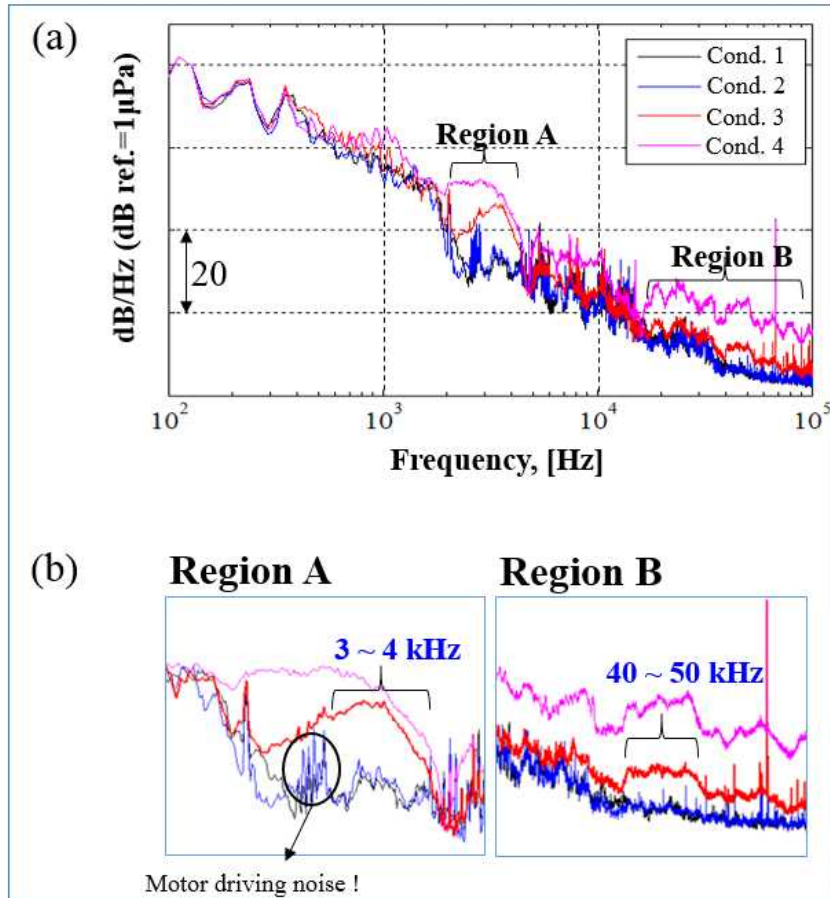 (a)
dB/Hz (dB ref.=1μPa)
Cond. 1
Cond. 2
Cond. 3
Cond. 4
Region A
Region B
20
10²
10³
10⁴
10⁵
Frequency, [Hz]
(b)
Region A
Region B
3 ~ 4 kHz
40 ~ 50 kHz
Motor driving noise !